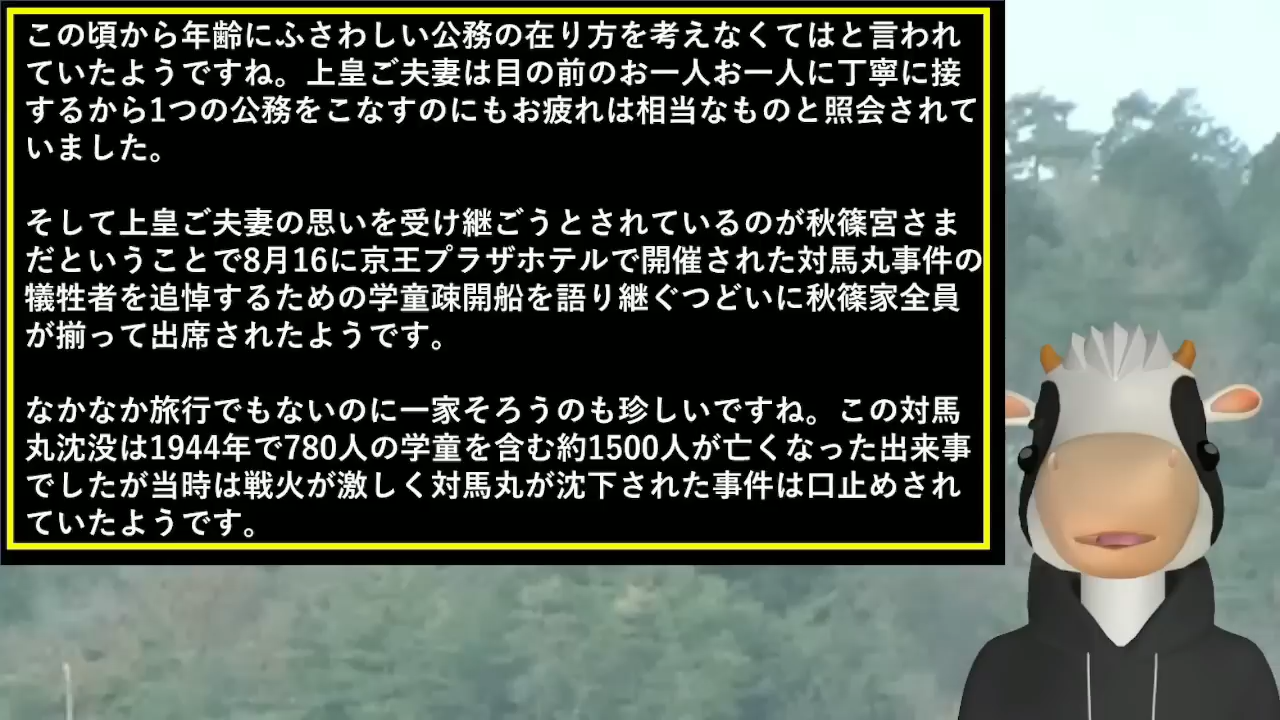 この頃から年齢にふさわしい公務の在り方を考えなくてはと言われ
ていたようですね。上皇ご夫妻は目の前のお一人お一人に丁寧に接
するから1つの公務をこなすのにもお疲れは相当なものと照会されて
いました。
そして上皇ご夫妻の思いを受け継ごうとされているのが秋篠宮さま
だということで8月16に京王プラザホテルで開催された対馬丸事件の
犠牲者を追悼するための学童疎開船を語り継ぐつどいに秋篠家全員
が揃って出席されたようです。
なかなか旅行でもないのに一家そろうのも珍しいですね。この対馬
丸沈没は1944年で780人の学童を含む約1500人が亡くなった出来事
でしたが当時は戦火が激しく対馬丸が沈下された事件は口止めされ
ていたようです。